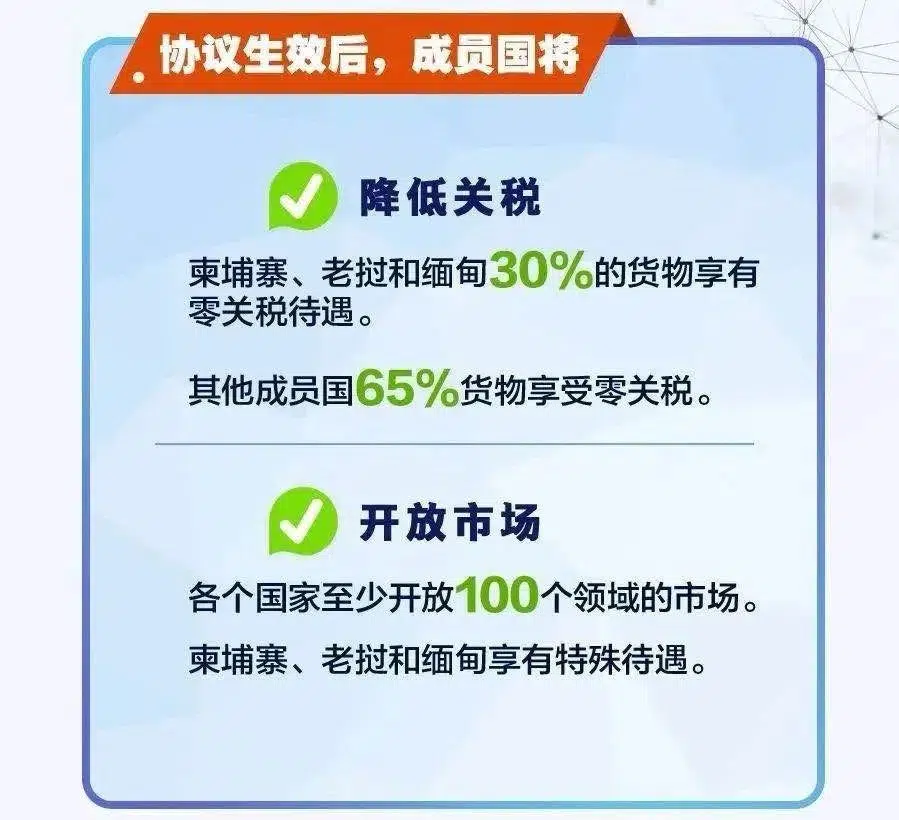 协议生效后，成员国将
降低关税
柬埔寨、老挝和缅甸30%的货物享有
零关税待遇。
其他成员国65%货物享受零关税。
开放市场
各个国家至少开放100个领域的市场。
柬埔寨、老挝和缅甸享有特殊待遇。